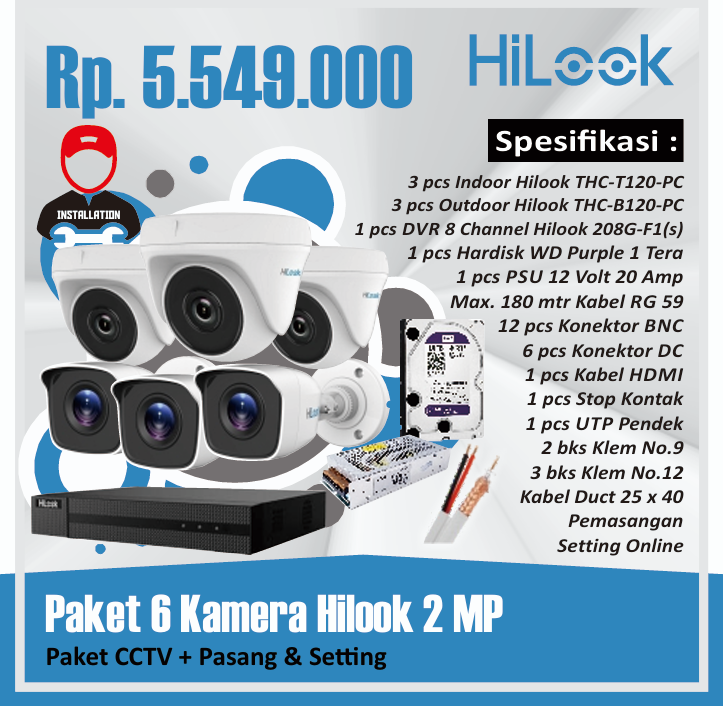 Rp. 5.549.000
HiLook
Spesifikasi :
INSTALLATION
3 pcs Indoor Hilook THC-T120-PC
3 pcs Outdoor Hilook THC-B120-PC
1 pcs DVR 8 Channel Hilook 208G-F1(s)
1 pcs Hardisk WD Purple 1 Tera
1 pcs PSU 12 Volt 20 Amp
Max. 180 mtr Kabel RG 59
12 pcs Konektor BNC
6 pcs Konektor DC
1 pcs Kabel HDMI
1 pcs Stop Kontak
1 pcs UTP Pendek
2 bks Klem No.9
3 bks Klem No.12
Kabel Duct 25 x 40
Pemasangan
Setting Online
HiLook
HiLook
HiLook
HiLook
Paket 6 Kamera Hilook 2 MP
Paket CCTV + Pasang & Setting